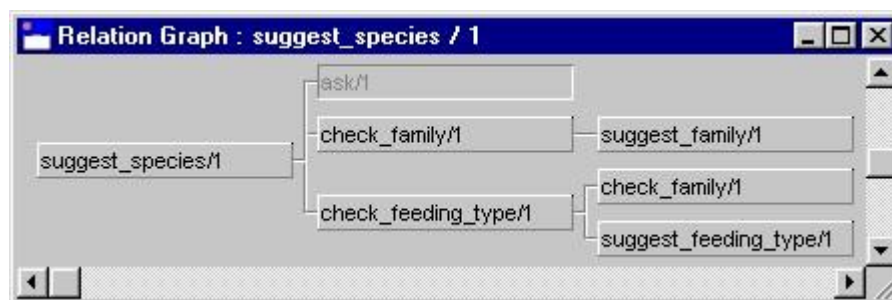 Relation Graph : suggest_species / 1
ask/1
check_family/1
suggest_family/1
suggest_species/1
check_family/1
check_feeding_type/1
suggest_feeding_type/1